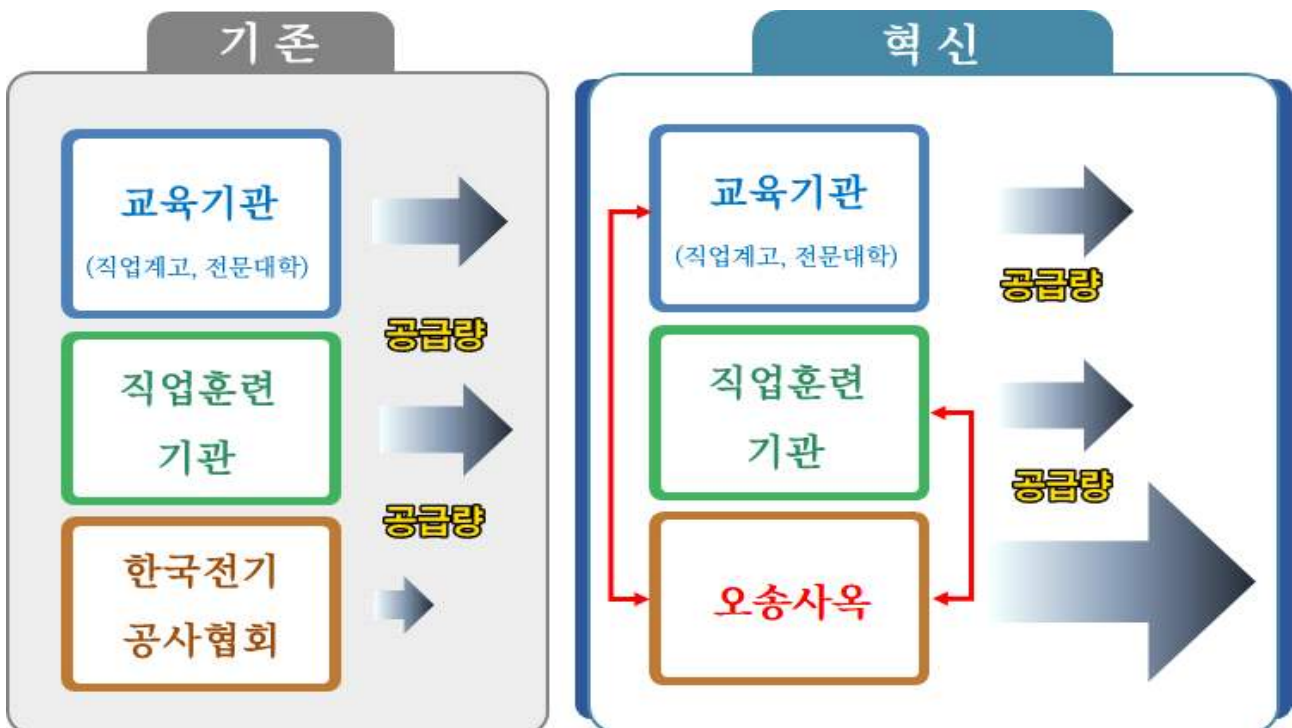 기존
교육기관
(직업계고, 전문대학)
공급량
직업훈련
기관
공급량
한국전기
공사협회
혁신
교육기관
(직업계고, 전문대학)
공급량
직업훈련
기관
공급량
오송사옥